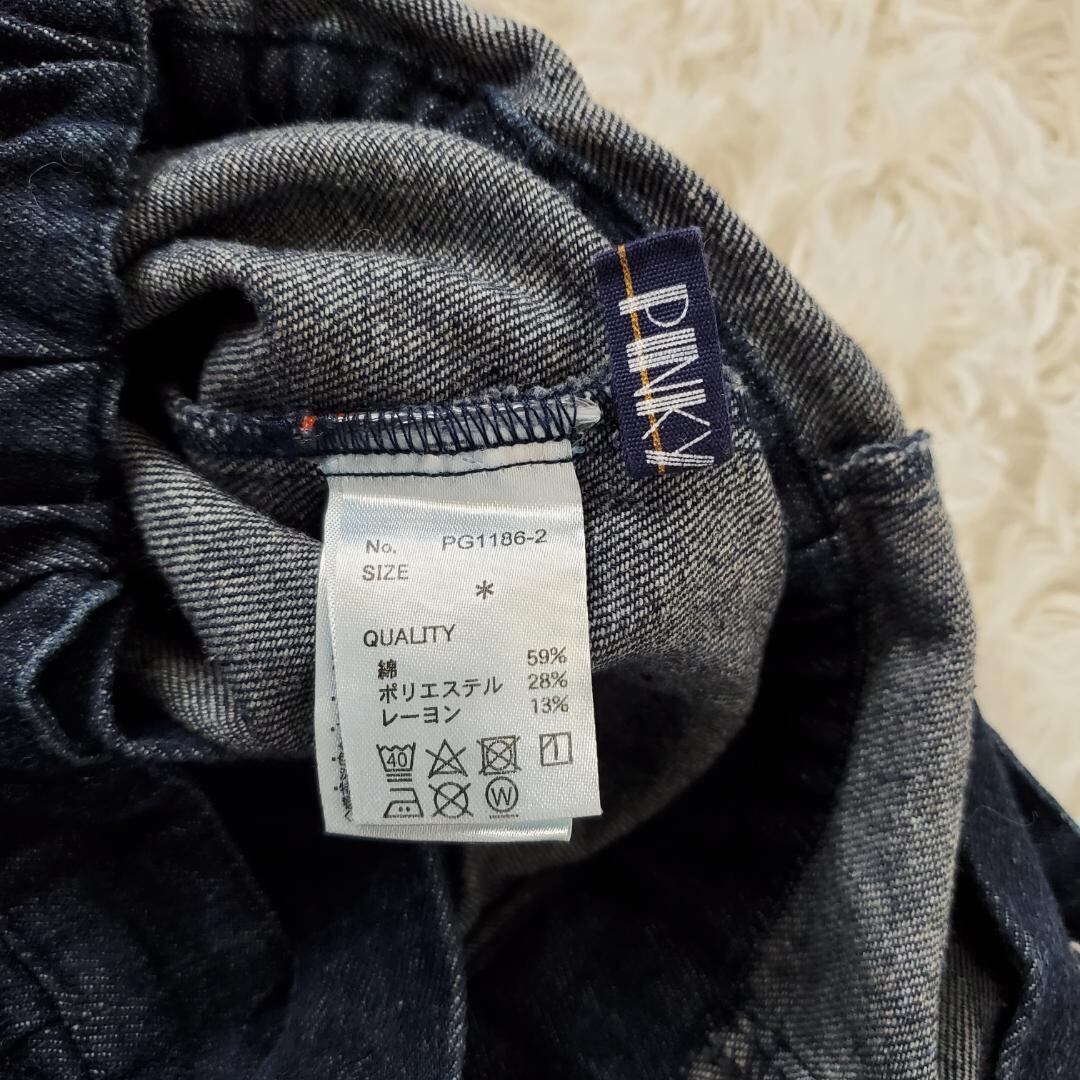 PINKY
No. PG1186-2
SIZE
*
QUALITY
綿 59%
ポリエステル 28%
レーヨン 13%
40
W